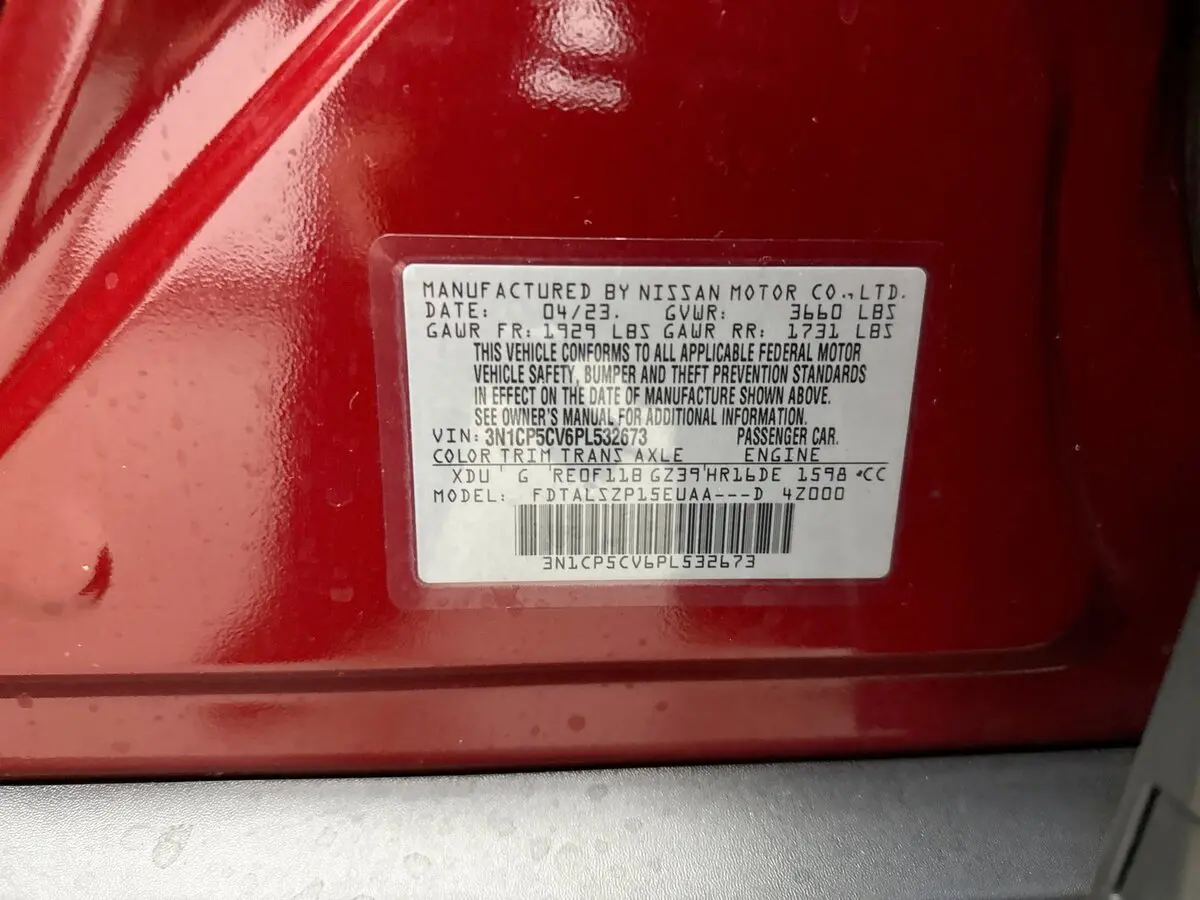 MANUFACTURED BY NISSAN MOTOR CO.,LTD.
DATE: 04/23. GVWR: 3660 LBS
GAWR FR: 1929 LBS GAWR RR: 1731 LBS
THIS VEHICLE CONFORMS TO ALL APPLICABLE FEDERAL MOTOR
VEHICLE SAFETY, BUMPER AND THEFT PREVENTION STANDARDS
IN EFFECT ON THE DATE OF MANUFACTURE SHOWN ABOVE.
SEE OWNER'S MANUAL FOR ADDITIONAL INFORMATION.
VIN: 3N1CP5CV6PL532673 PASSENGER CAR.
COLOR TRIM TRANS AXLE ENGINE
XDU G RE0F11B GZ39 HR16DE 1598 CC
MODEL: FDTALSZP15EUAA---D 4Z000
3N1CP5CV6PL532673